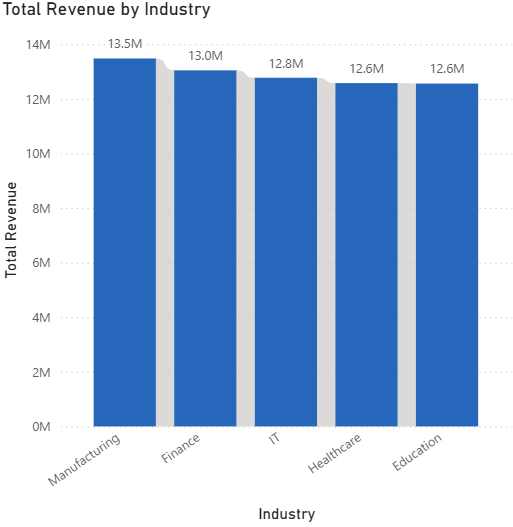 Total Revenue by Industry
14M
12M
10M
8M
6M
4M
2M
0M
Total Revenue
13.5M
13.0M
12.8M
12.6M
12.6M
Manufacturing
Finance
IT
Healthcare
Education
Industry